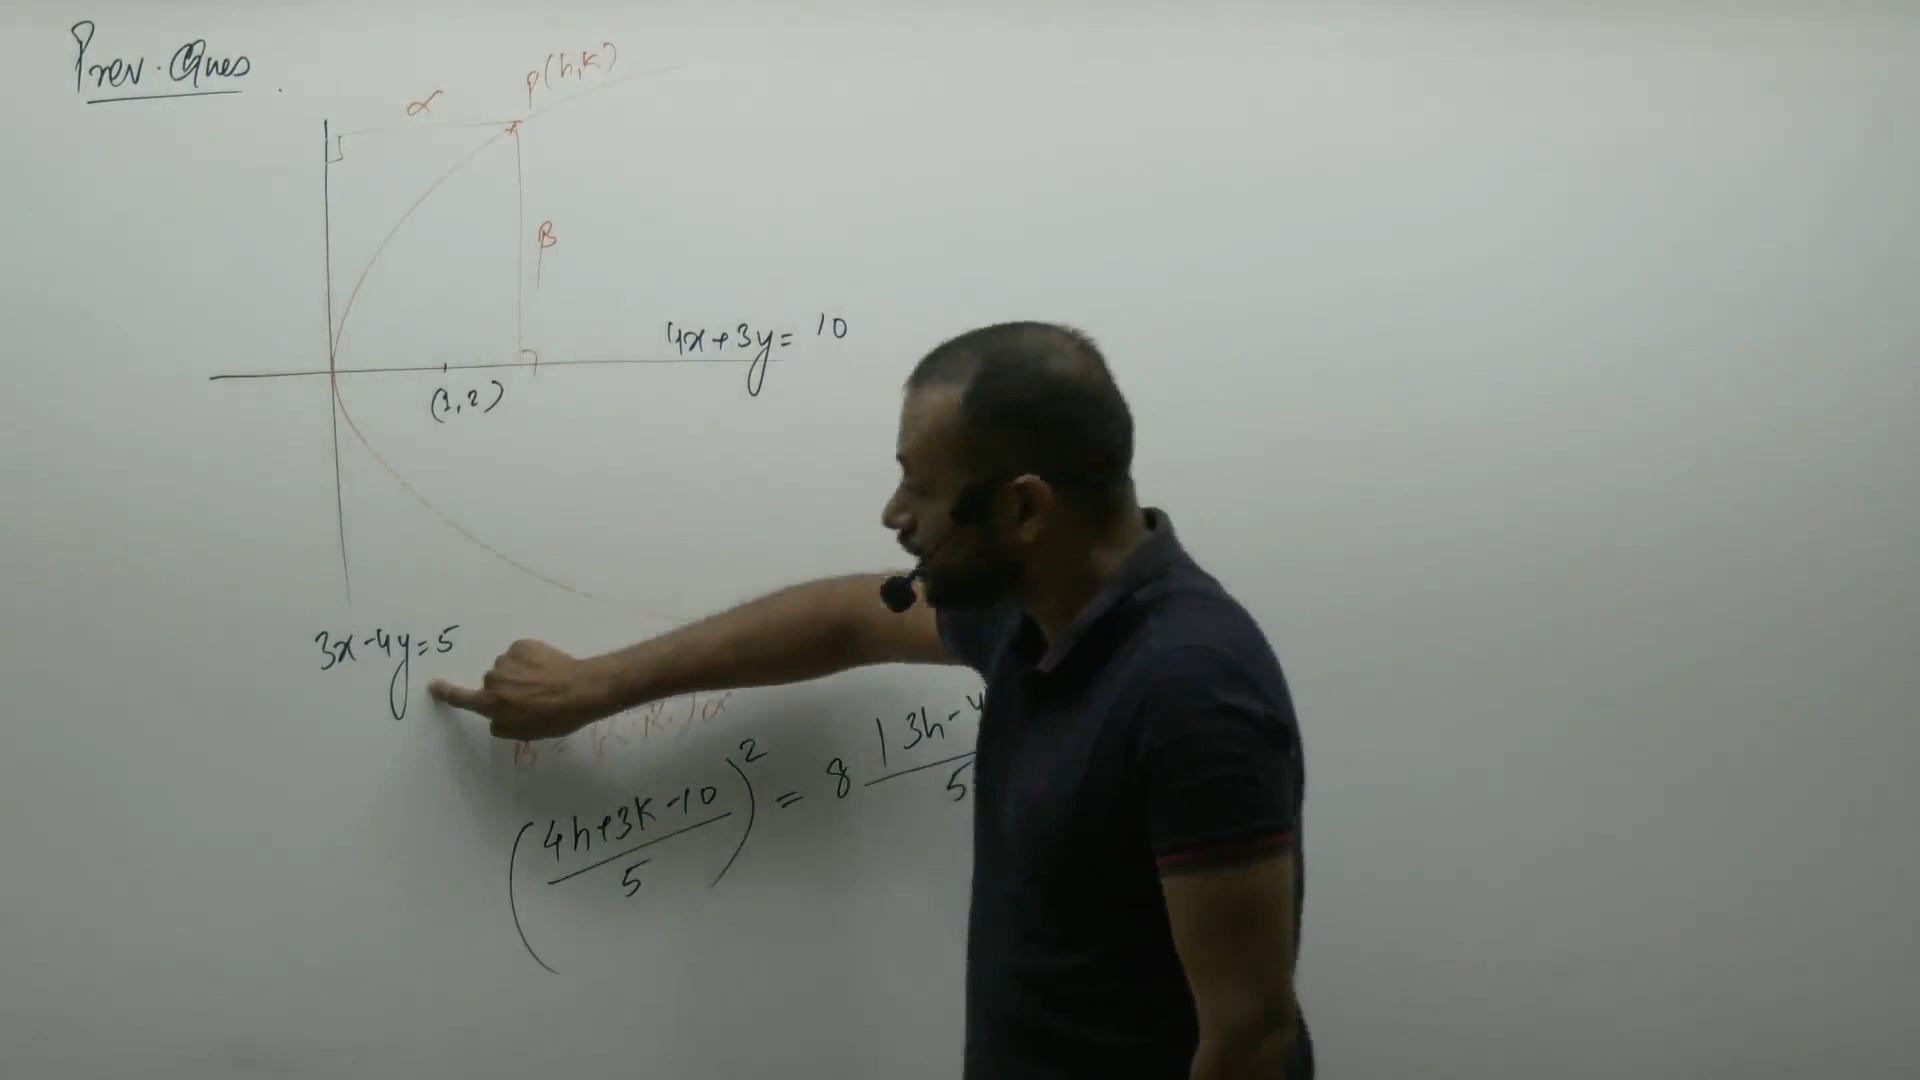 Prev. Ques
P(h,k)
α
β
4x+3y= 10
(1,2)
3x-4y=5
(4h+3k-10 / 5)² = 8 |3h-4 / 5